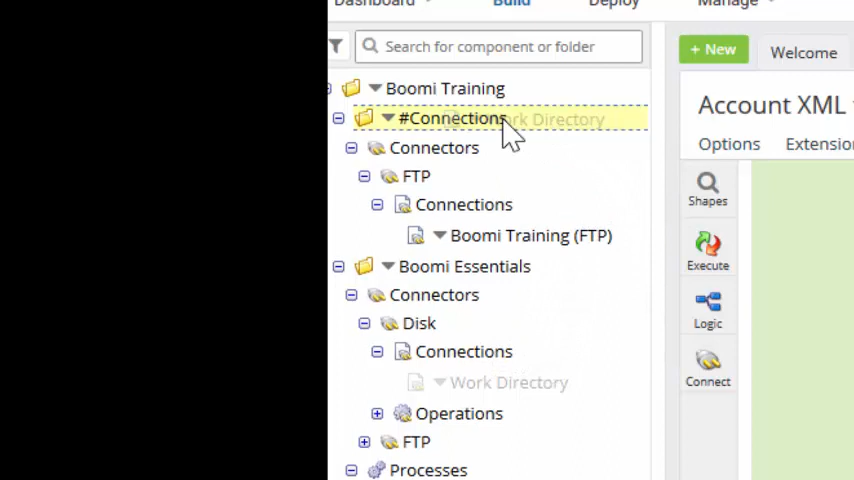 Dashboard Build Deploy Manage
Search for component or folder
+ New Welcome
Boomi Training
#Connections Work Directory
Account XML
Connectors
Options Extensio
FTP
Shapes
Connections
Boomi Training (FTP)
Execute
Boomi Essentials
Connectors
Disk
Logic
Connections
Work Directory
Connect
Operations
FTP
Processes